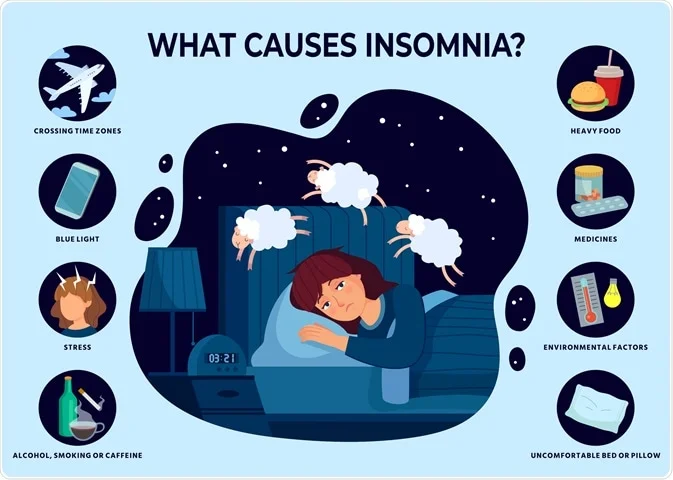 WHAT CAUSES INSOMNIA?
CROSSING TIME ZONES
BLUE LIGHT
STRESS
ALCOHOL, SMOKING OR CAFFEINE
03:21
HEAVY FOOD
MEDICINES
ENVIRONMENTAL FACTORS
UNCOMFORTABLE BED OR PILLOW